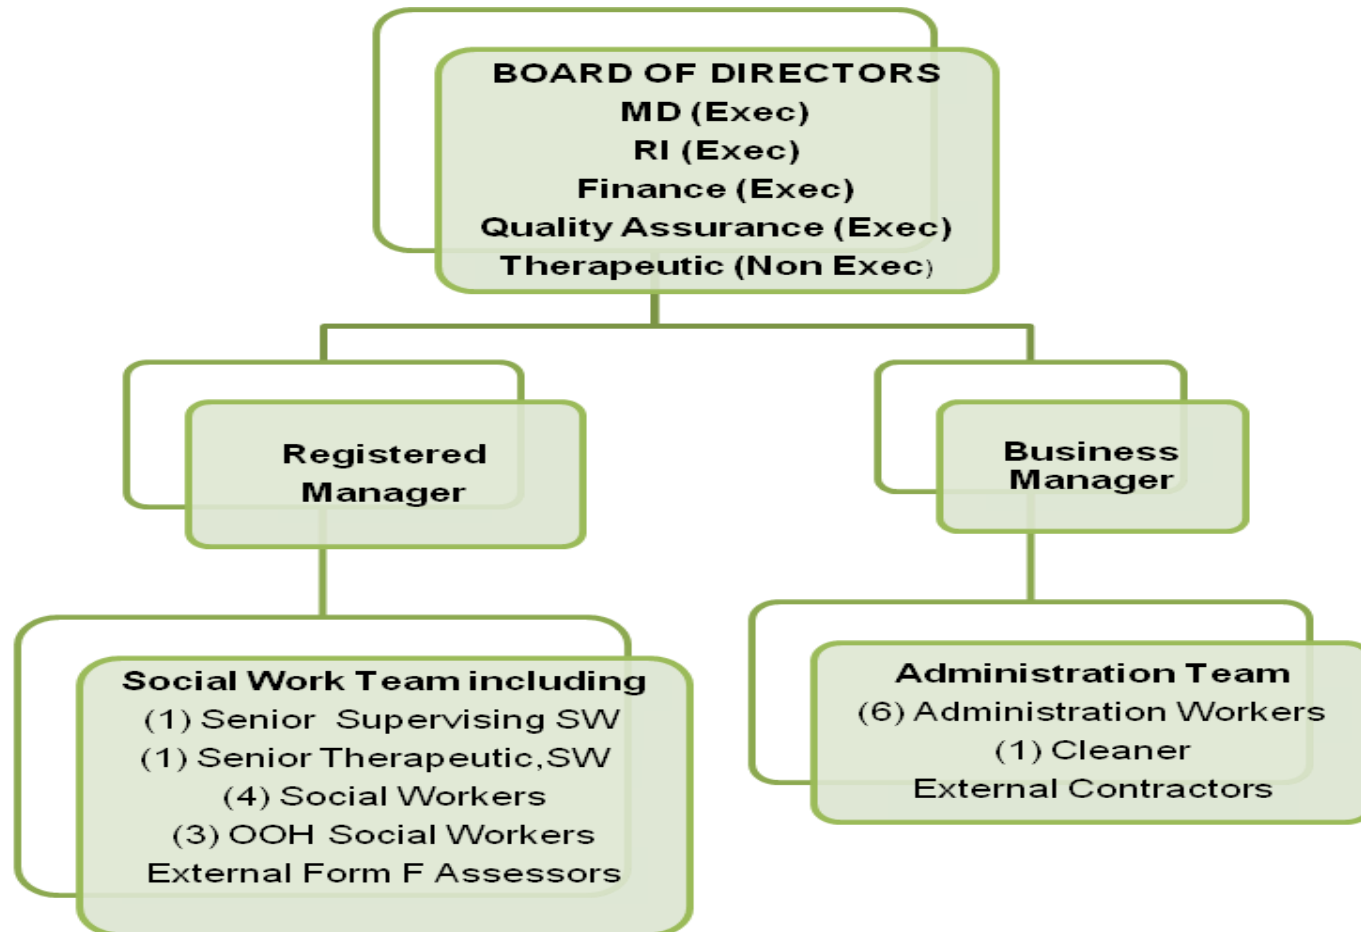 BOARD OF DIRECTORS
MD (Exec)
RI (Exec)
Finance (Exec)
Quality Assurance (Exec)
Therapeutic (Non Exec)
Registered
Manager
Business
Manager
Social Work Team including
(1) Senior Supervising SW
(1) Senior Therapeutic,SW
(4) Social Workers
(3) OOH Social Workers
External Form F Assessors
Administration Team
(6) Administration Workers
(1) Cleaner
External Contractors